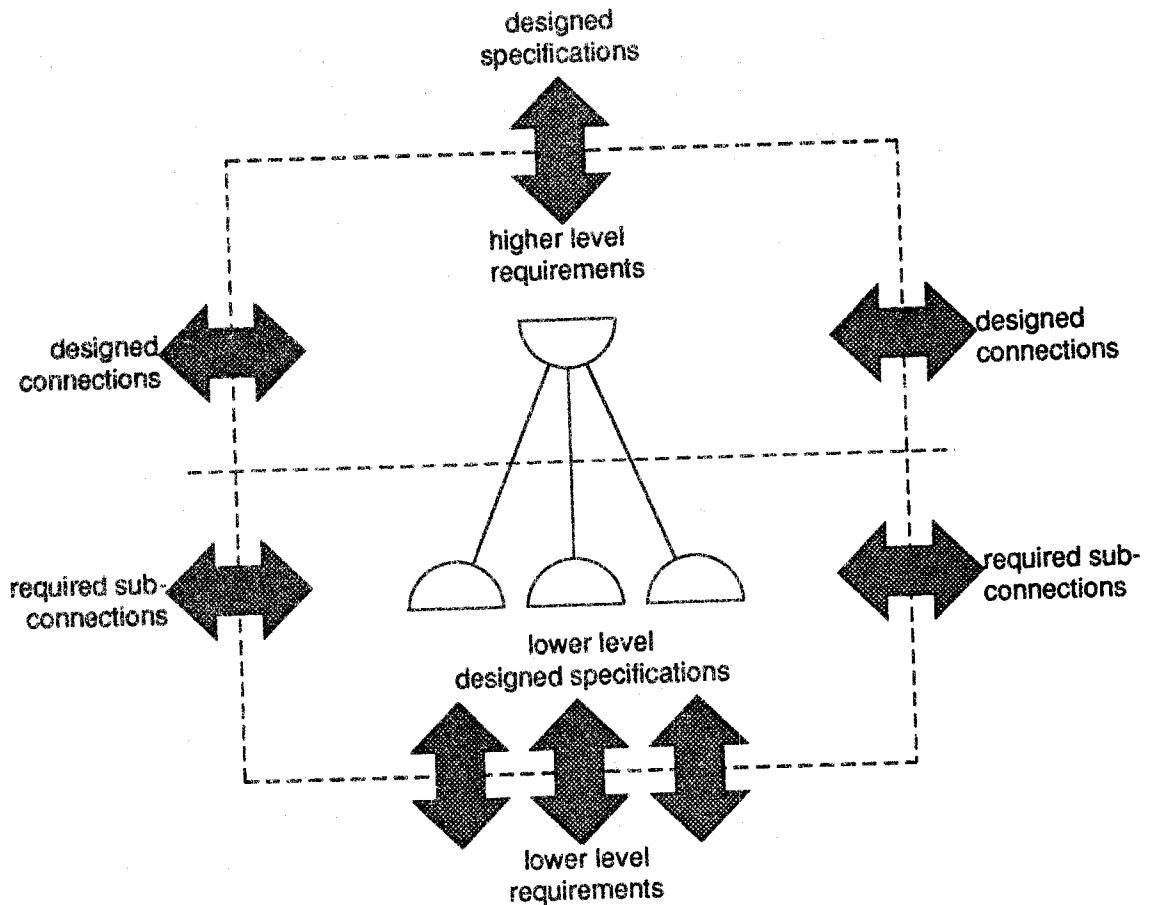 designed
specifications
higher level
requirements
designed
connections
designed
connections
required sub-
connections
required sub-
connections
lower level
designed specifications
lower level
requirements